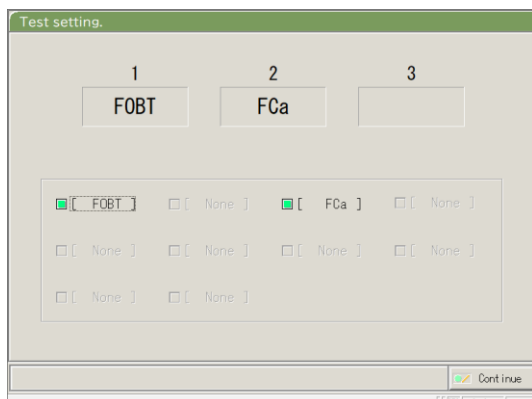 Test setting.
1 2 3
FOBT FCa
[ FOBT ] [ None ] [ FCa ] [ None ]
[ None ] [ None ] [ None ] [ None ]
[ None ] [ None ]
Continue